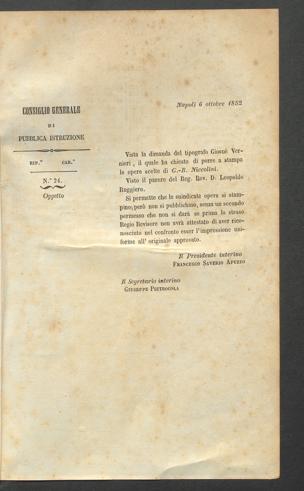 Napoli 6 ottobre 1852
CONSIGLIO GENERALE
DI
PUBBLICA ISTRUZIONE
RIP.° CAR.°
N.° 24.
Oggetto
Vista la dimanda del tipografo Giosuè Ver-
nieri, il quale ha chiesto di porre a stampa
le opere scelte di G.-B. Niccolini.
Visto il parere del Reg. Rev. D. Leopoldo
Ruggiero.
Si permette che la suindicate opera si stam-
pino, però non si pubblichino, senza un secondo
permesso che non si darà se prima lo stesso
Regio Revisore non avrà attestato di aver rico-
nosciuto nel confronto esser l'impressione uni-
forme all' originale approvato.
Il Presidente interino
FRANCESCO SAVERIO APUZZO
Il Segretario interino
GIUSEPPE PIETROCOLA